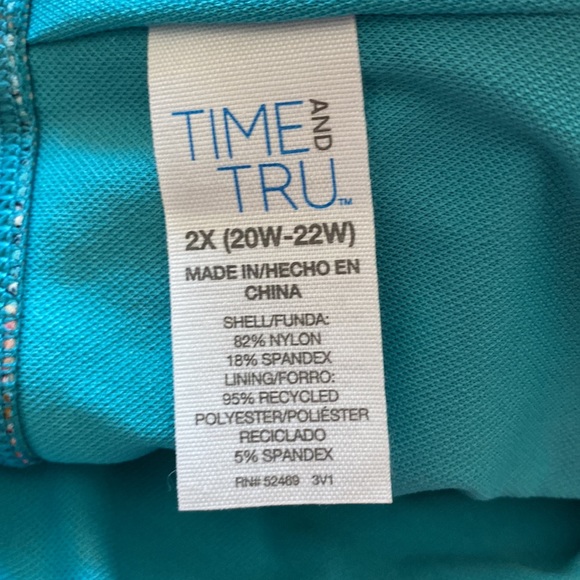 TIME AND
TRU™
2X (20W-22W)
MADE IN/HECHO EN
CHINA
SHELL/FUNDA:
82% NYLON
18% SPANDEX
LINING/FORRO:
95% RECYCLED
POLYESTER/POLIÉSTER
RECICLADO
5% SPANDEX
RN# 52469 3V1